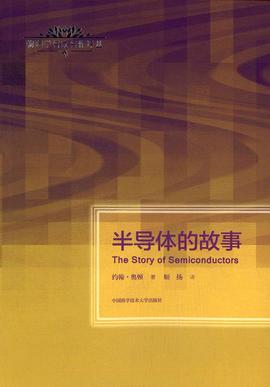 半导体的故事
The Story of Semiconductors
约翰·奥顿 著 姬 扬 译
中国科学技术大学出版社